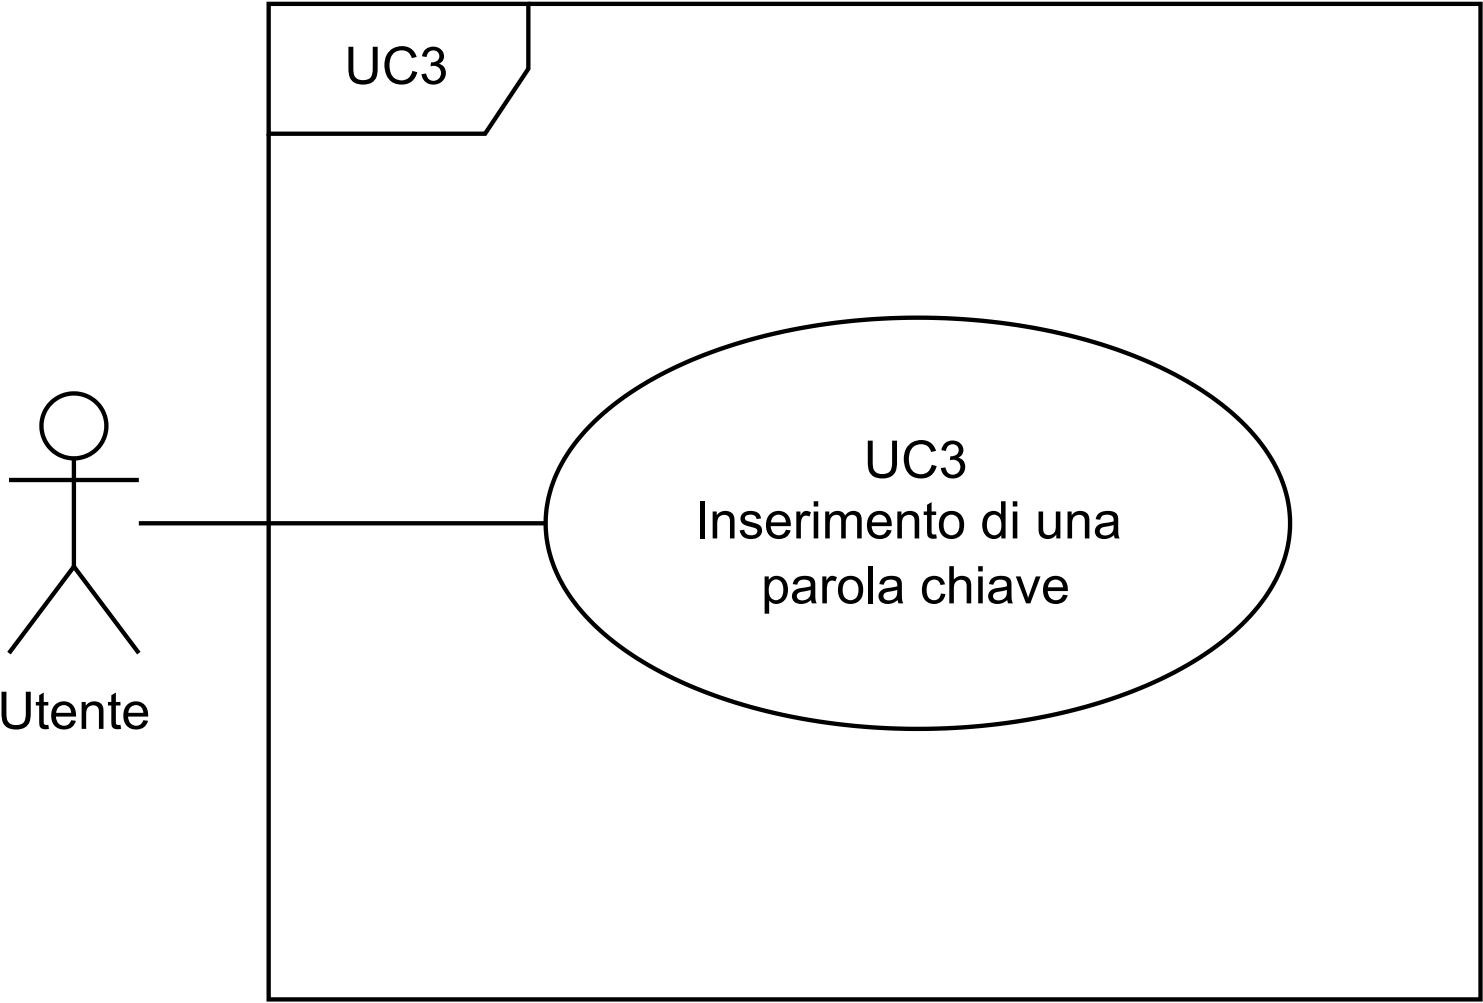 UC3
UC3
Inserimento di una
parola chiave
Utente